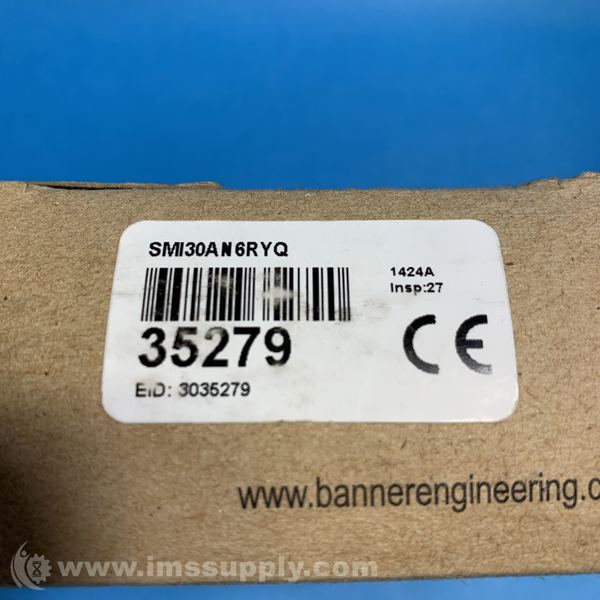 SMI30AN6RYQ
1424A
Insp:27
35279
CE
EID: 3035279
www.bannerengineering.c
www.imssupply.com